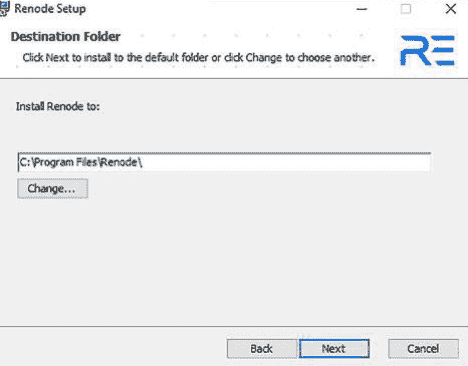 Renode Setup
Destination Folder
Click Next to install to the default folder or click Change to choose another.
RE
Install Renode to:
C:\Program Files\Renode\
Change...
Back
Next
Cancel